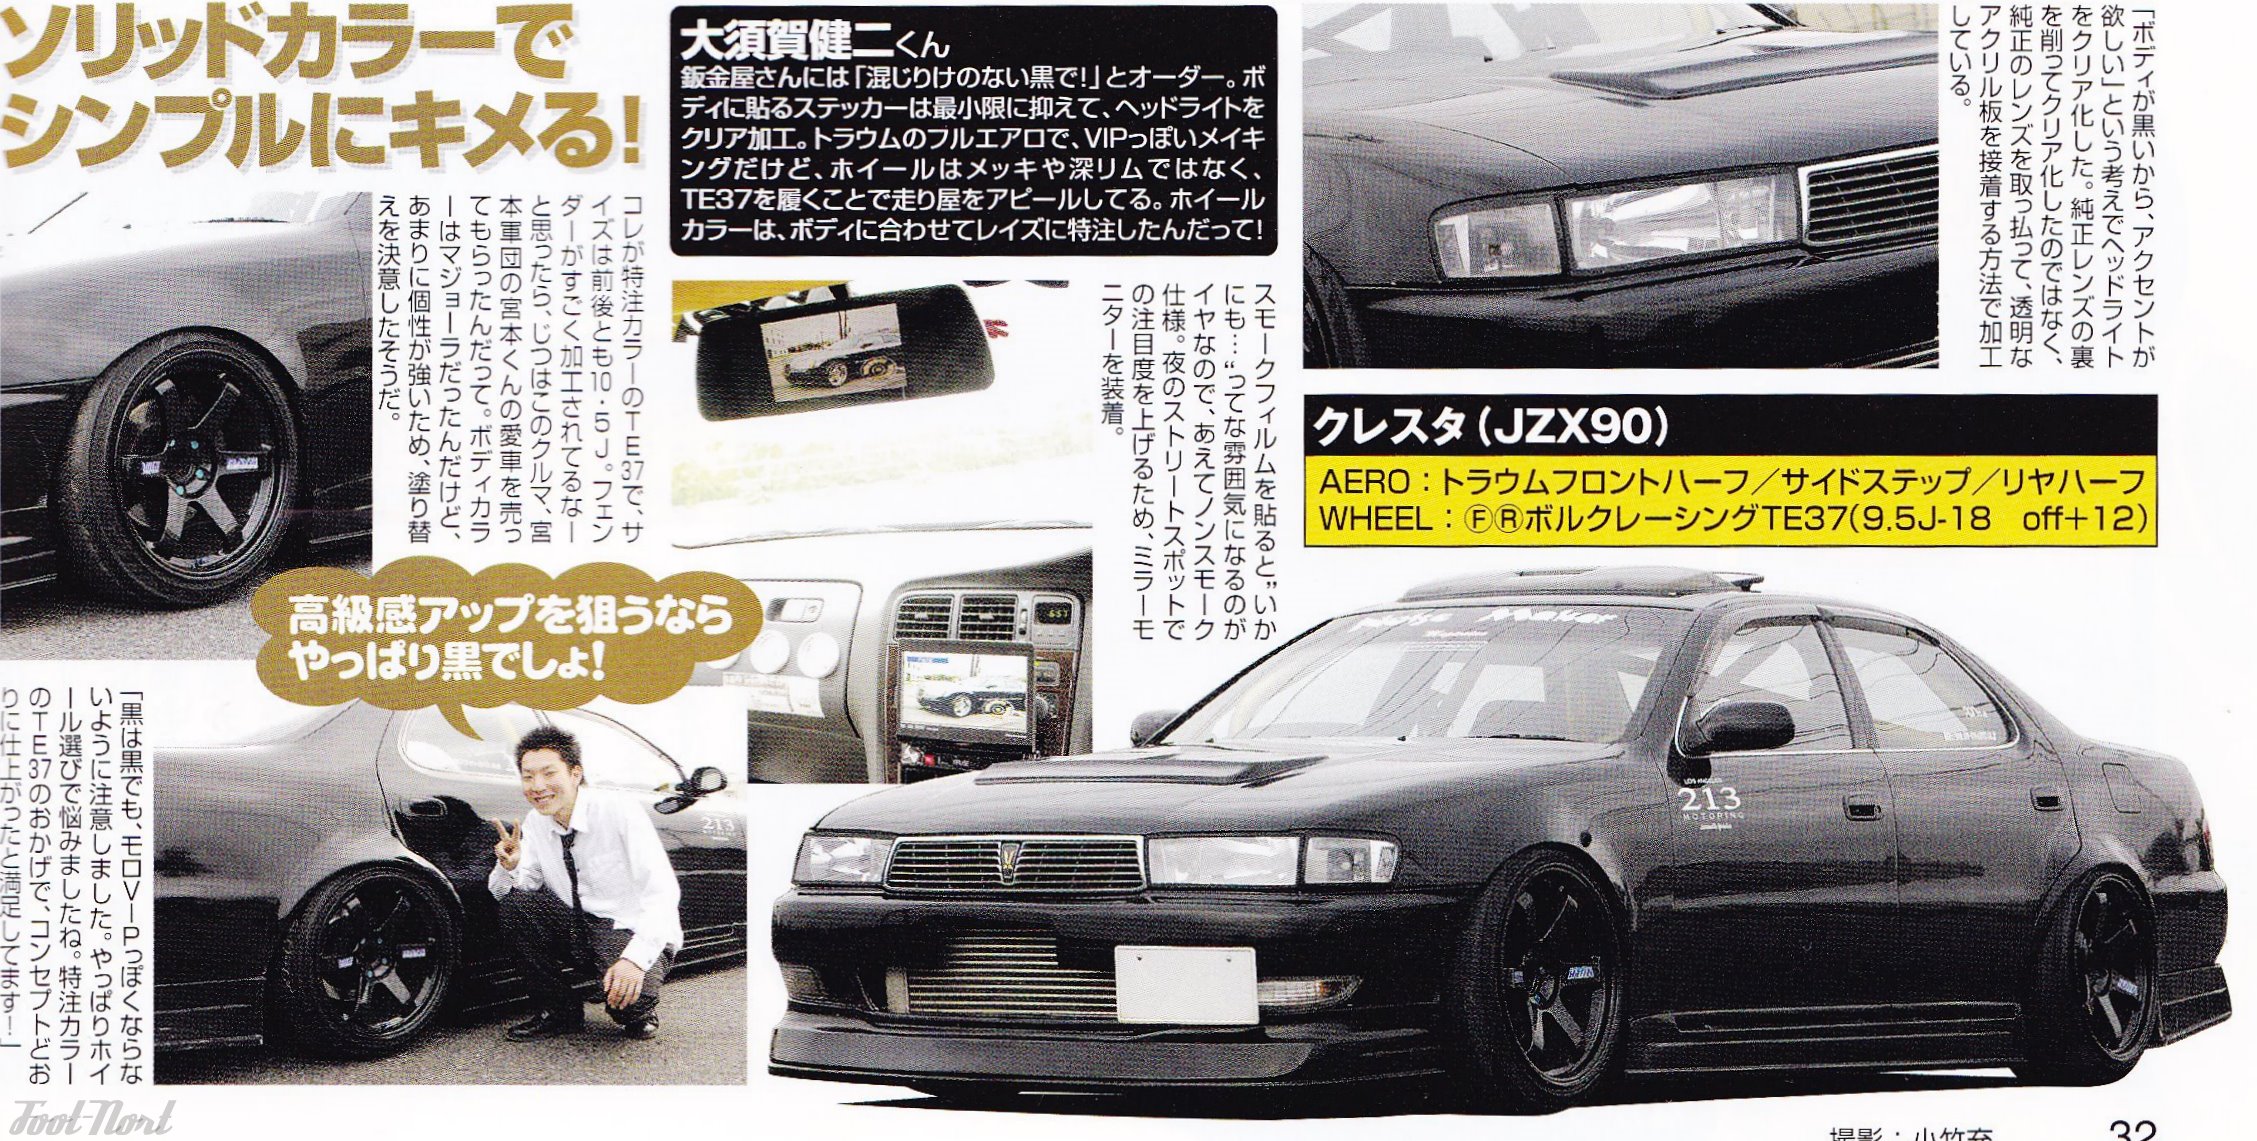 ソリッドカラーで
シンプルにキメる!
大須賀健二くん
鈑金屋さんには「混じりけのない黒で!」とオーダー。ボ
ディに貼るステッカーは最小限に抑えて、ヘッドライトを
クリア加工。トラウムのフルエアロで、VIPっぽいメイキ
ングだけど、ホイールはメッキや深リムではなく、
TE37を履くことで走り屋をアピールしてる。ホイール
カラーは、ボディに合わせてレイズに特注したんだって!
「ボディが黒いから、アクセントが
欲しい」という考えでヘッドライト
をクリア化した。純正レンズの裏
を削ってクリア化したのではなく、
純正のレンズを取っ払って、透明な
アクリル板を接着する方法で加工
している。
コレが特注カラーのTE37で、サ
イズは前後とも10・5J。フェン
ダーがすごく加工されてるなー
と思ったら、じつはこのクルマ、宮
本軍団の宮本くんの愛車を売っ
てもらったんだって。ボディカラ
ーはマジョーラだったんだけど、
あまりに個性が強いため、塗り替
えを決意したそうだ。
スモークフィルムを貼ると"いか
にも…"ってな雰囲気になるのが
イヤなので、あえてノンスモーク
仕様。夜のストリートスポットで
の注目度を上げるため、ミラーモ
ニターを装着。
クレスタ(JZX90)
AERO：トラウムフロントハーフ／サイドステップ／リヤハーフ
WHEEL：ⒻⓇボルクレーシングTE37(9.5J-18 off+12)
高級感アップを狙うなら
やっぱり黒でしょ!
「黒は黒でも、モロVIPっぽくならな
いように注意しました。やっぱりホイ
ール選びで悩みましたね。特注カラー
のTE37のおかげで、コンセプトどお
りに仕上がったと満足してます!」
213
LOS ANGELES
213
MOTORING
Foot-Nort
撮影：小竹充
32